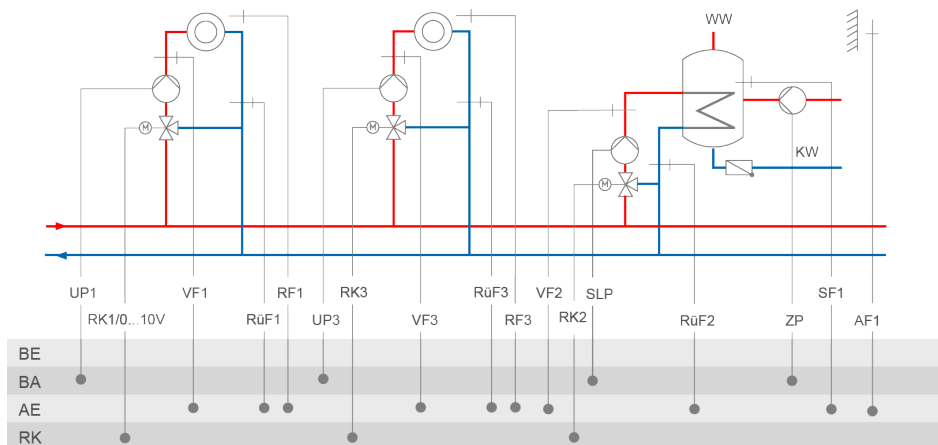 WW
M
M
KW
M
UP1
VF1
RF1
RK3
RüF3
VF2
SLP
SF1
RK1/0...10V
RüF1
UP3
VF3
RF3
RK2
RüF2
ZP
AF1
BE
BA
AE
RK